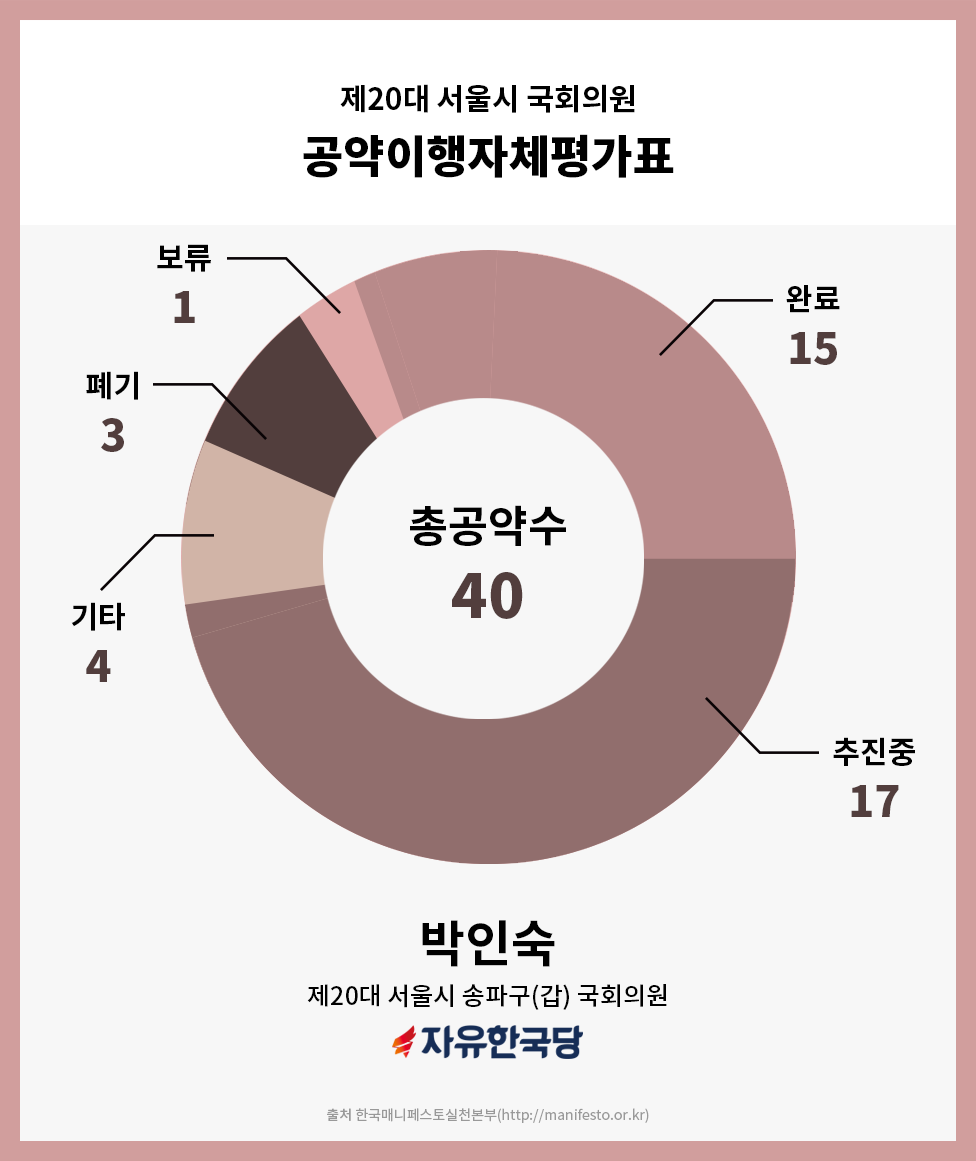 제20대 서울시 국회의원
공약이행자체평가표
보류
1
완료
15
폐기
3
총공약수
40
기타
4
추진중
17
박인숙
제20대 서울시 송파구(갑) 국회의원
자유한국당
출처 한국매니페스토실천본부(http://manifesto.or.kr)